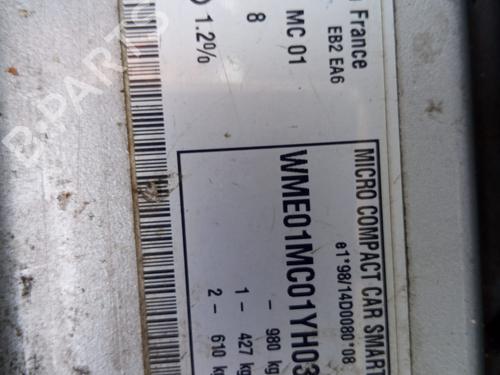 France
EB2 EA6
MC 01
8
1.2%
MICRO COMPACT CAR SMART
e1*98/14D0080*08
WME01MC01YH03
– 980 kg
1 – 427 kg
2 – 610 kg
B-PARTS